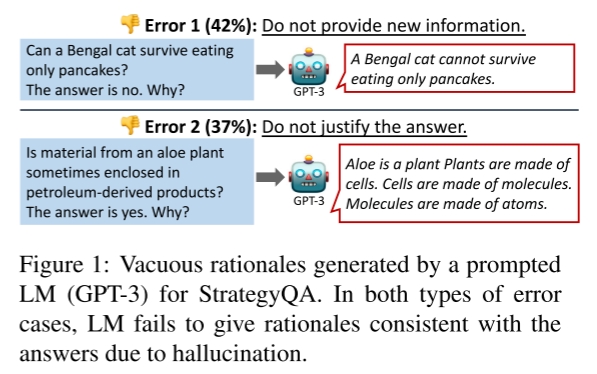 Error 1 (42%): Do not provide new information.
Can a Bengal cat survive eating
only pancakes?
The answer is no. Why?
GPT-3
A Bengal cat cannot survive
eating only pancakes.
Error 2 (37%): Do not justify the answer.
Is material from an aloe plant
sometimes enclosed in
petroleum-derived products?
The answer is yes. Why?
GPT-3
Aloe is a plant Plants are made of
cells. Cells are made of molecules.
Molecules are made of atoms.
Figure 1: Vacuous rationales generated by a prompted
LM (GPT-3) for StrategyQA. In both types of error
cases, LM fails to give rationales consistent with the
answers due to hallucination.